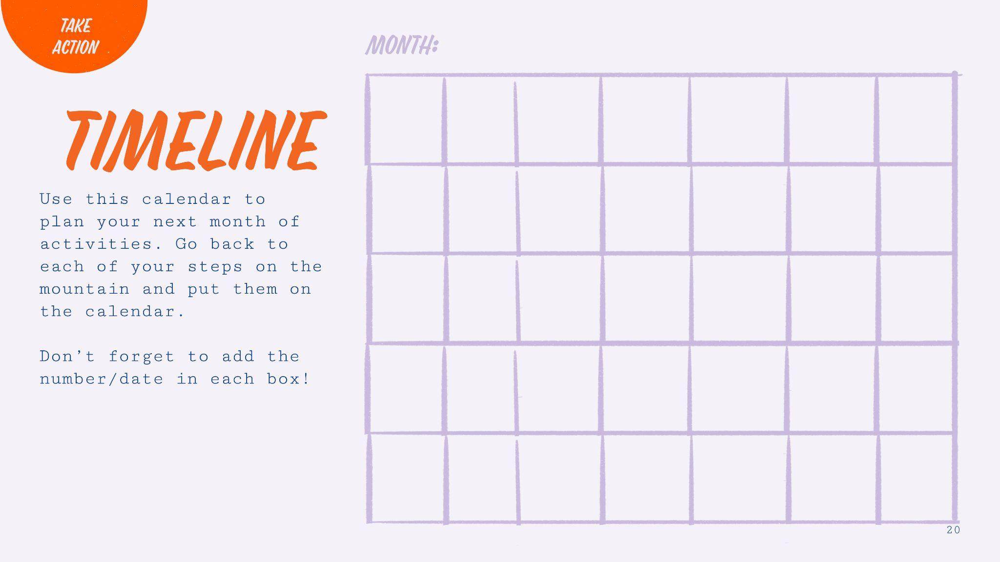 TAKE
ACTION
MONTH:
TIMELINE
Use this calendar to
plan your next month of
activities. Go back to
each of your steps on the
mountain and put them on
the calendar.
Don't forget to add the
number/date in each box!
20